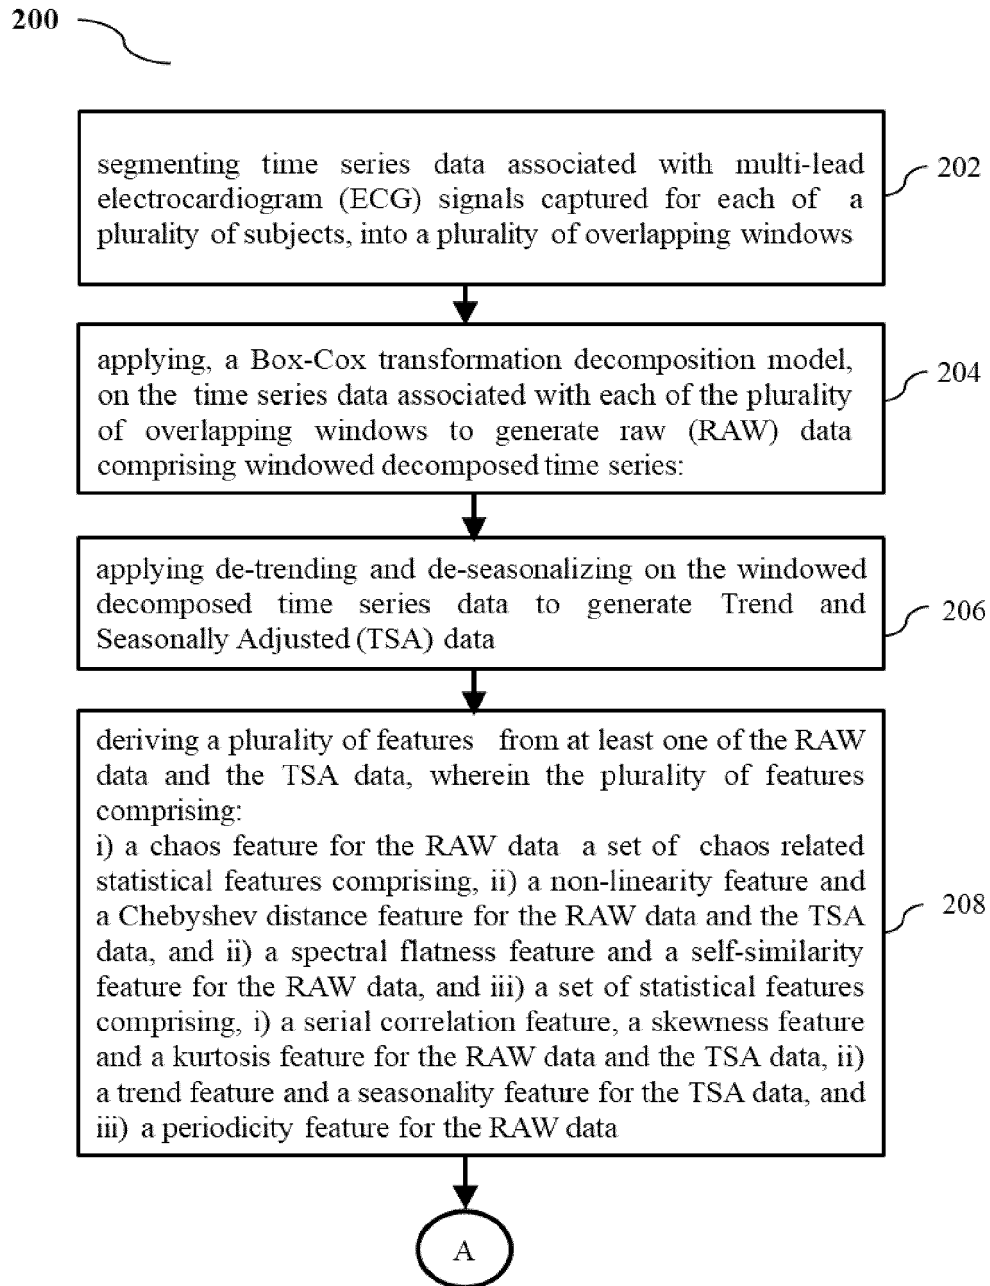 200
segmenting time series data associated with multi-lead
electrocardiogram (ECG) signals captured for each of a
plurality of subjects, into a plurality of overlapping windows
202
applying, a Box-Cox transformation decomposition model,
on the time series data associated with each of the plurality
of overlapping windows to generate raw (RAW) data
comprising windowed decomposed time series:
204
applying de-trending and de-seasonalizing on the windowed
decomposed time series data to generate Trend and
Seasonally Adjusted (TSA) data
206
deriving a plurality of features from at least one of the RAW
data and the TSA data, wherein the plurality of features
comprising:
i) a chaos feature for the RAW data a set of chaos related
statistical features comprising, ii) a non-linearity feature and
a Chebyshev distance feature for the RAW data and the TSA
data, and ii) a spectral flatness feature and a self-similarity
feature for the RAW data, and iii) a set of statistical features
comprising, i) a serial correlation feature, a skewness feature
and a kurtosis feature for the RAW data and the TSA data, ii)
a trend feature and a seasonality feature for the TSA data, and
iii) a periodicity feature for the RAW data
208
A